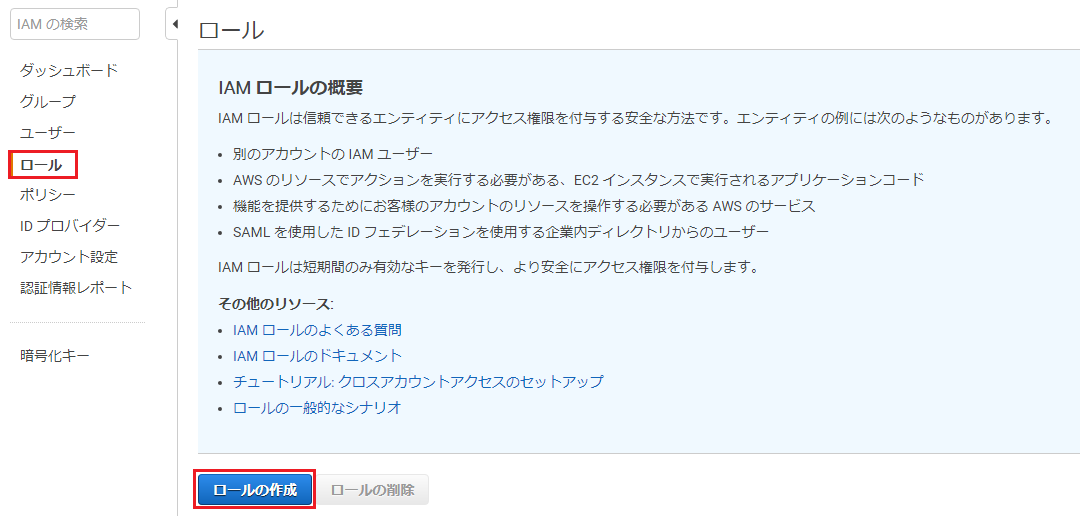 IAM の検索
ダッシュボード
グループ
ユーザー
ロール
ポリシー
ID プロバイダー
アカウント設定
認証情報レポート
暗号化キー
ロール
IAM ロールの概要
IAM ロールは信頼できるエンティティにアクセス権限を付与する安全な方法です。エンティティの例には次のようなものがあります。
• 別のアカウントの IAM ユーザー
• AWS のリソースでアクションを実行する必要がある、EC2 インスタンスで実行されるアプリケーションコード
• 機能を提供するためにお客様のアカウントのリソースを操作する必要がある AWS のサービス
• SAML を使用した ID フェデレーションを使用する企業内ディレクトリからのユーザー
IAM ロールは短期間のみ有効なキーを発行し、より安全にアクセス権限を付与します。
その他のリソース:
• IAM ロールのよくある質問
• IAM ロールのドキュメント
• チュートリアル: クロスアカウントアクセスのセットアップ
• ロールの一般的なシナリオ
ロールの作成
ロールの削除